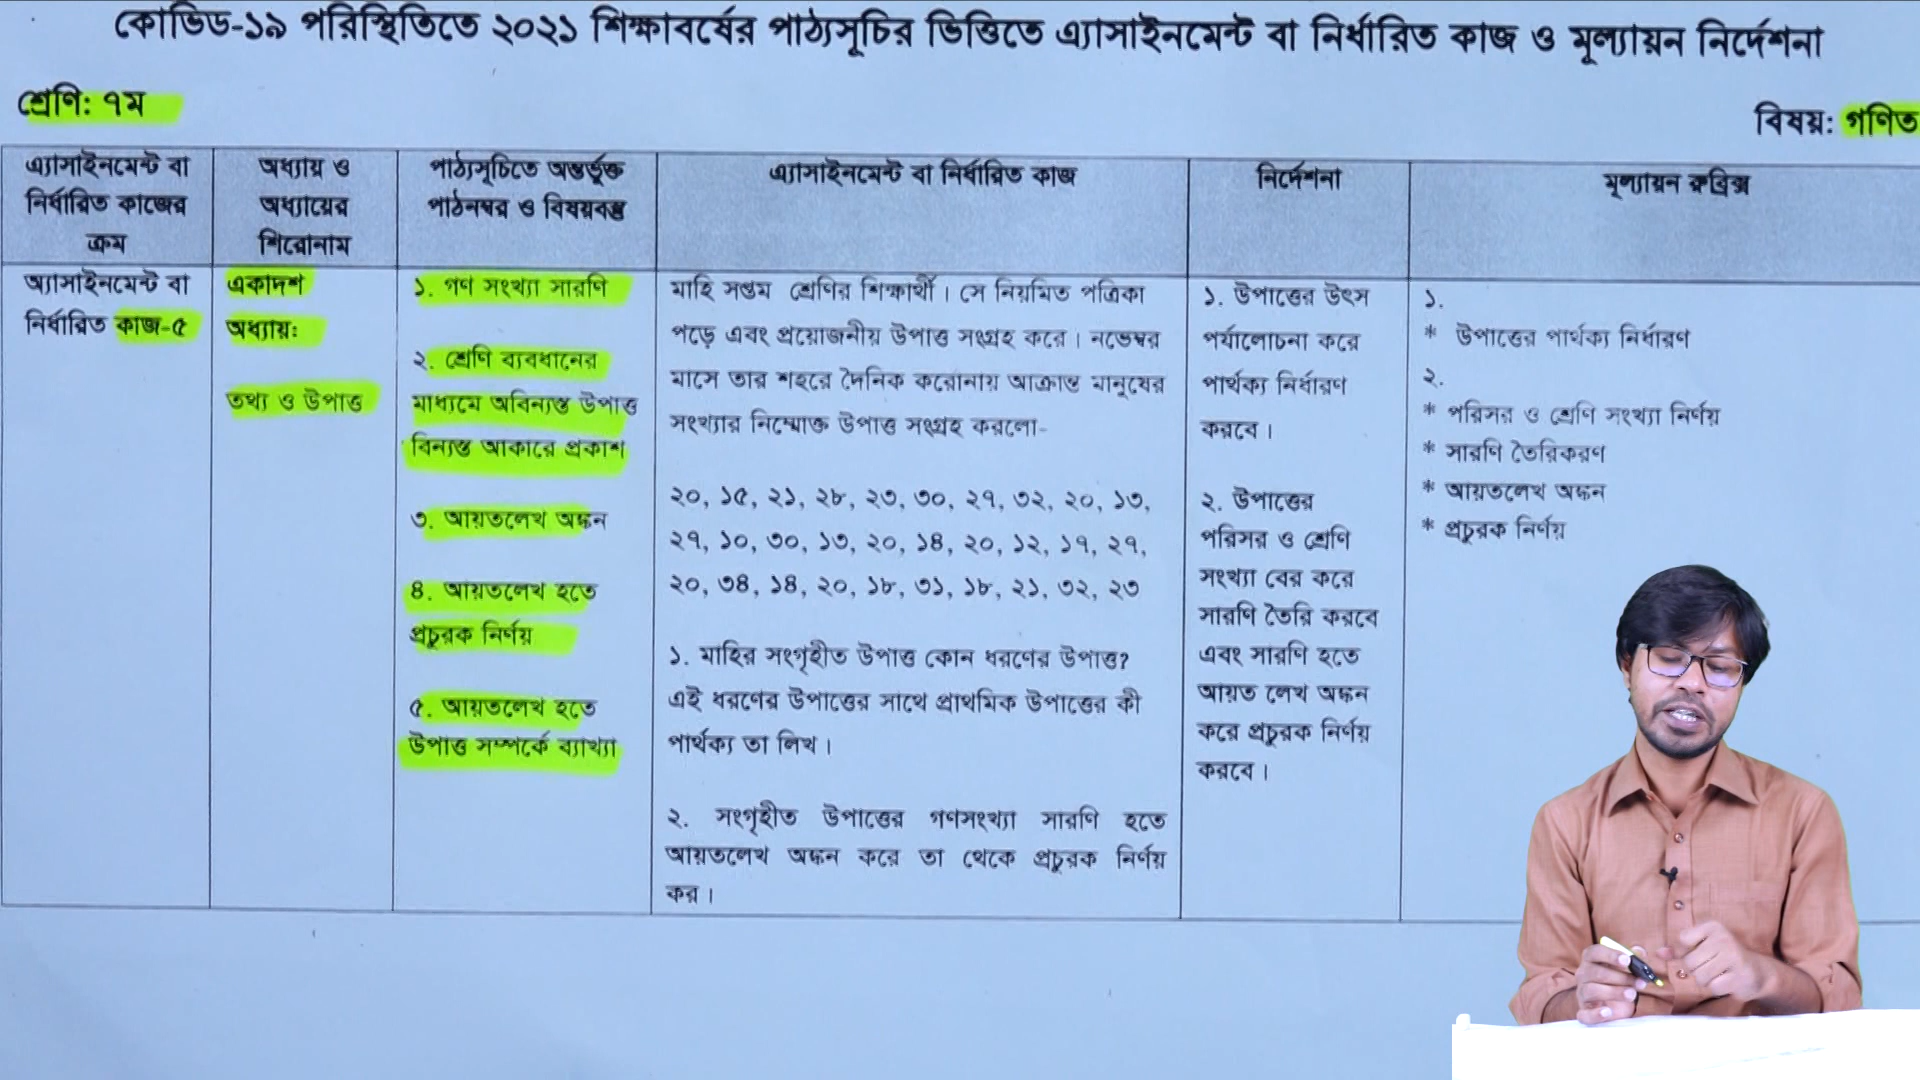 কোভিড-১৯ পরিস্থিতিতে ২০২১ শিক্ষাবর্ষের পাঠ্যসূচির ভিত্তিতে এ্যাসাইনমেন্ট বা নির্ধারিত কাজ ও মূল্যায়ন নির্দেশনা
শ্রেণি: ৭ম
বিষয়: গণিত
এ্যাসাইনমেন্ট বা
নির্ধারিত কাজের
ক্রম
অধ্যায় ও
অধ্যায়ের
শিরোনাম
পাঠ্যসূচিতে অন্তর্ভুক্ত
পাঠনম্বর ও বিষয়বস্তু
এ্যাসাইনমেন্ট বা নির্ধারিত কাজ
নির্দেশনা
মূল্যায়ন রুব্রিক্স
অ্যাসাইনমেন্ট বা
নির্ধারিত কাজ-৫
একাদশ
অধ্যায়:
তথ্য ও উপাত্ত
১. গণ সংখ্যা সারণি
২. শ্রেণি ব্যবধানের
মাধ্যমে অবিন্যস্ত উপাত্ত
বিন্যস্ত আকারে প্রকাশ
৩. আয়তলেখ অঙ্কন
৪. আয়তলেখ হতে
প্রচুরক নির্ণয়
৫. আয়তলেখ হতে
উপাত্ত সম্পর্কে ব্যাখ্যা
মাহি সপ্তম শ্রেণির শিক্ষার্থী। সে নিয়মিত পত্রিকা
পড়ে এবং প্রয়োজনীয় উপাত্ত সংগ্রহ করে। নভেম্বর
মাসে তার শহরে দৈনিক করোনায় আক্রান্ত মানুষের
সংখ্যার নিম্মোক্ত উপাত্ত সংগ্রহ করলো-
২০, ১৫, ২১, ২৮, ২৩, ৩০, ২৭, ৩২, ২০, ১৩,
২৭, ১০, ৩০, ১৩, ২০, ১৪, ২০, ১২, ১৭, ২৭,
২০, ৩৪, ১৪, ২০, ১৮, ৩১, ১৮, ২১, ৩২, ২৩
১. মাহির সংগৃহীত উপাত্ত কোন ধরণের উপাত্ত?
এই ধরণের উপাত্তের সাথে প্রাথমিক উপাত্তের কী
পার্থক্য তা লিখ।
২. সংগৃহীত উপাত্তের গণসংখ্যা সারণি হতে
আয়তলেখ অঙ্কন করে তা থেকে প্রচুরক নির্ণয়
কর।
১. উপাত্তের উৎস
পর্যালোচনা করে
পার্থক্য নির্ধারণ
করবে।
২. উপাত্তের
পরিসর ও শ্রেণি
সংখ্যা বের করে
সারণি তৈরি করবে
এবং সারণি হতে
আয়ত লেখ অঙ্কন
করে প্রচুরক নির্ণয়
করবে।
১.
* উপাত্তের পার্থক্য নির্ধারণ
২.
* পরিসর ও শ্রেণি সংখ্যা নির্ণয়
* সারণি তৈরিকরণ
* আয়তলেখ অঙ্কন
* প্রচুরক নির্ণয়